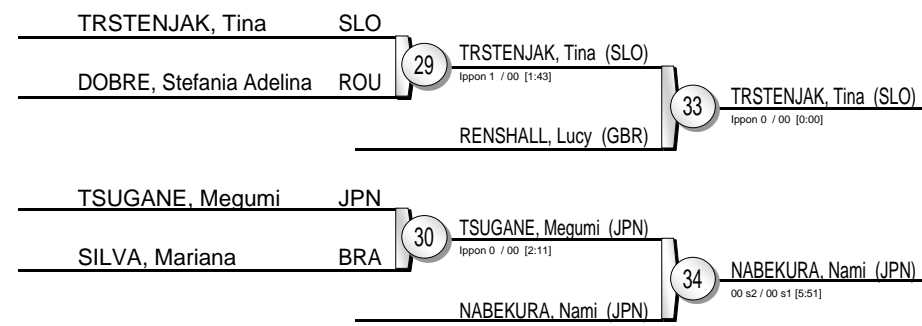 TRSTENJAK, Tina SLO
29
TRSTENJAK, Tina (SLO)
Ippon 1 / 00 [1:43]
DOBRE, Stefania Adelina ROU
33
TRSTENJAK, Tina (SLO)
Ippon 0 / 00 [0:00]
RENSHALL, Lucy (GBR)
TSUGANE, Megumi JPN
30
TSUGANE, Megumi (JPN)
Ippon 0 / 00 [2:11]
SILVA, Mariana BRA
34
NABEKURA, Nami (JPN)
00 s2 / 00 s1 [5:51]
NABEKURA, Nami (JPN)